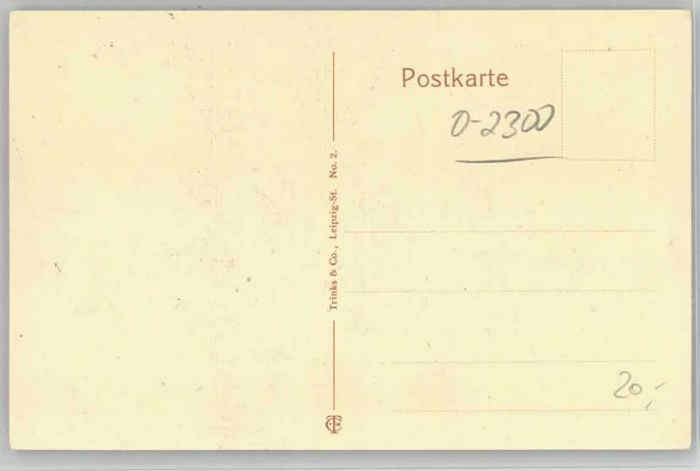 Postkarte
0-2300
Trinks & Co., Leipzig-St. No. 2.
20,-